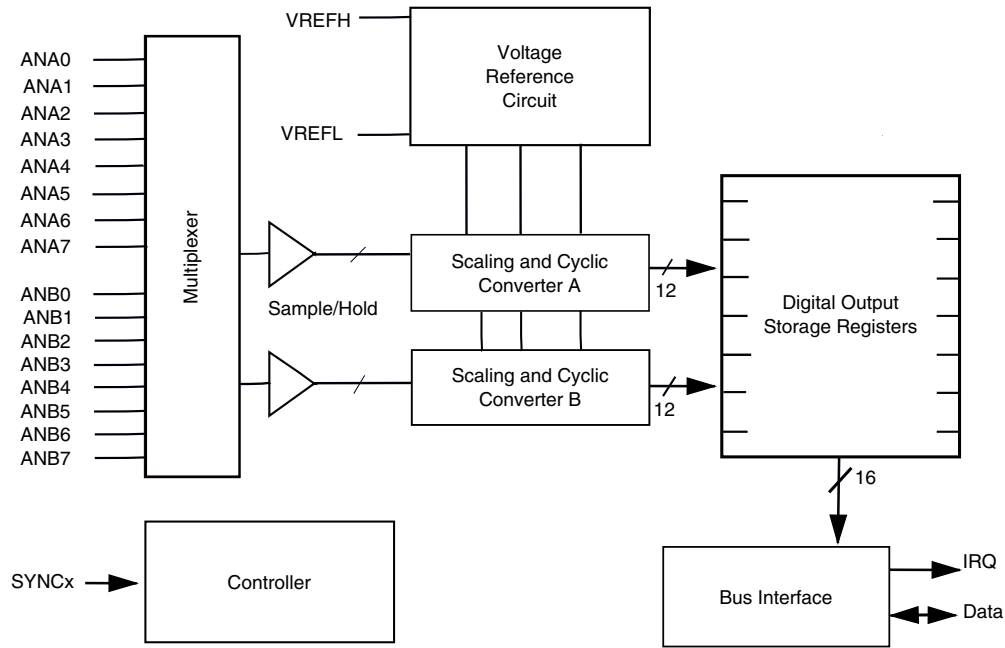 VREFH
Voltage
Reference
Circuit
VREFL
ANA0
ANA1
ANA2
ANA3
ANA4
ANA5
ANA6
ANA7
ANB0
ANB1
ANB2
ANB3
ANB4
ANB5
ANB6
ANB7
Multiplexer
Sample/Hold
Scaling and Cyclic
Converter A
12
Scaling and Cyclic
Converter B
12
Digital Output
Storage Registers
16
SYNCx
Controller
Bus Interface
IRQ
Data